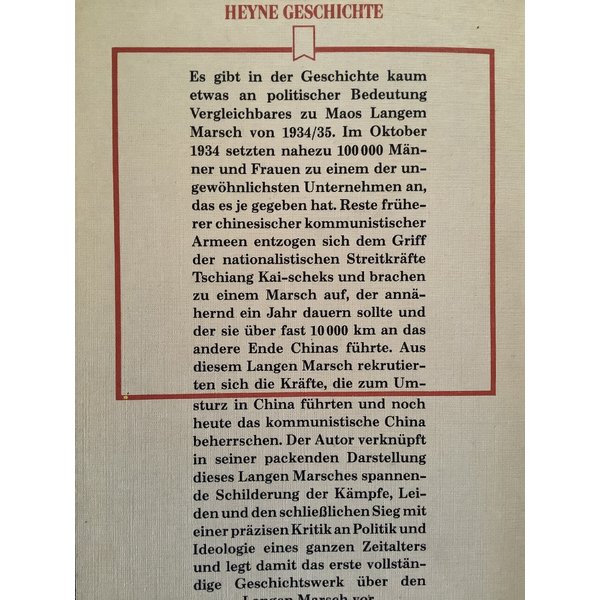 HEYNE GESCHICHTE
Es gibt in der Geschichte kaum
etwas an politischer Bedeutung
Vergleichbares zu Maos Langem
Marsch von 1934/35. Im Oktober
1934 setzten nahezu 100 000 Män-
ner und Frauen zu einem der un-
gewöhnlichsten Unternehmen an,
das es je gegeben hat. Reste frühe-
rer chinesischer kommunistischer
Armeen entzogen sich dem Griff
der nationalistischen Streitkräfte
Tschiang Kai-scheks und brachen
zu einem Marsch auf, der annä-
hernd ein Jahr dauern sollte und
der sie über fast 10 000 km an das
andere Ende Chinas führte. Aus
diesem Langen Marsch rekrutier-
ten sich die Kräfte, die zum Um-
sturz in China führten und noch
heute das kommunistische China
beherrschen. Der Autor verknüpft
in seiner packenden Darstellung
dieses Langen Marsches spannen-
de Schilderung der Kämpfe, Lei-
den und den schließlichen Sieg mit
einer präzisen Kritik an Politik und
Ideologie eines ganzen Zeitalters
und legt damit das erste vollstän-
dige Geschichtswerk über den
Langen Marsch vor